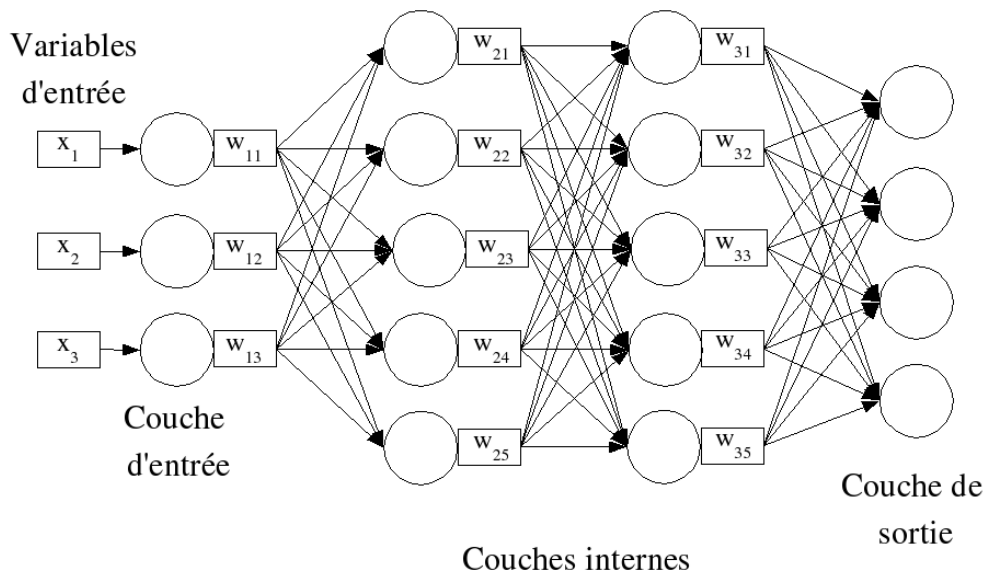 Variables
d'entrée
x1
x2
x3
w11
w12
w13
Couche
d'entrée
w21
w22
w23
w24
w25
w31
w32
w33
w34
w35
Couches internes
Couche de
sortie